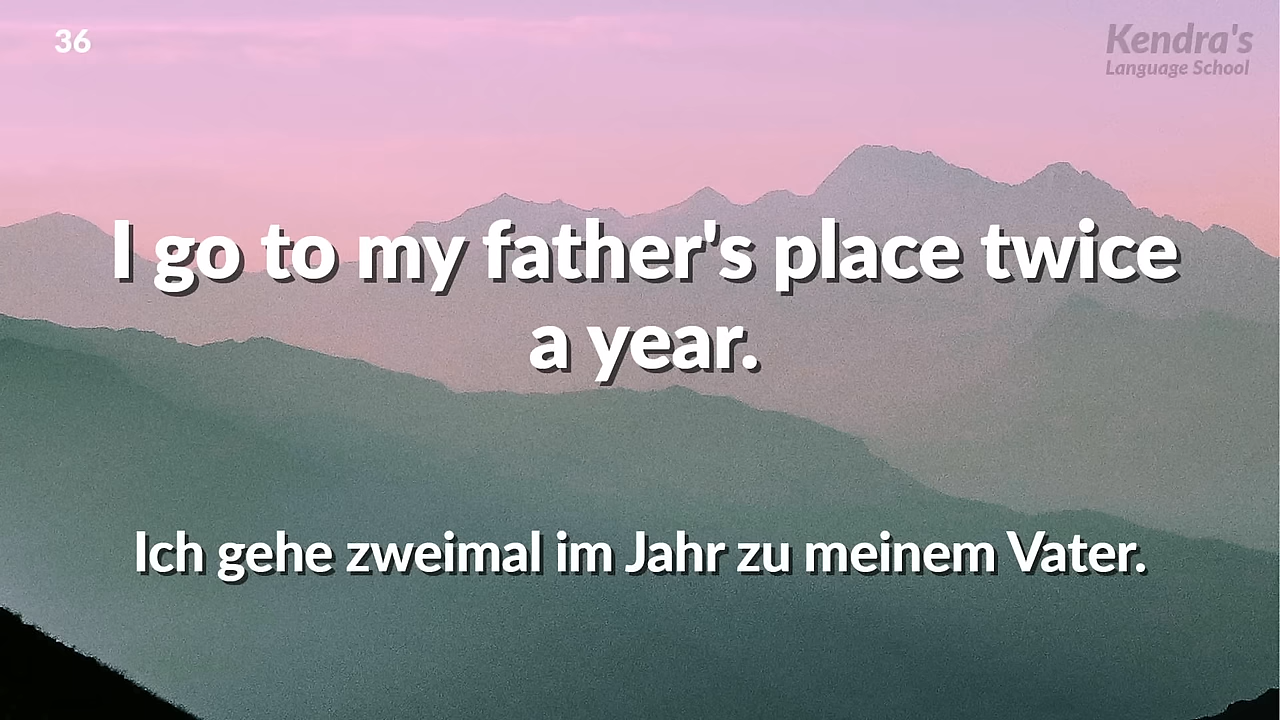 36
Kendra's
Language School
I go to my father's place twice
a year.
Ich gehe zweimal im Jahr zu meinem Vater.